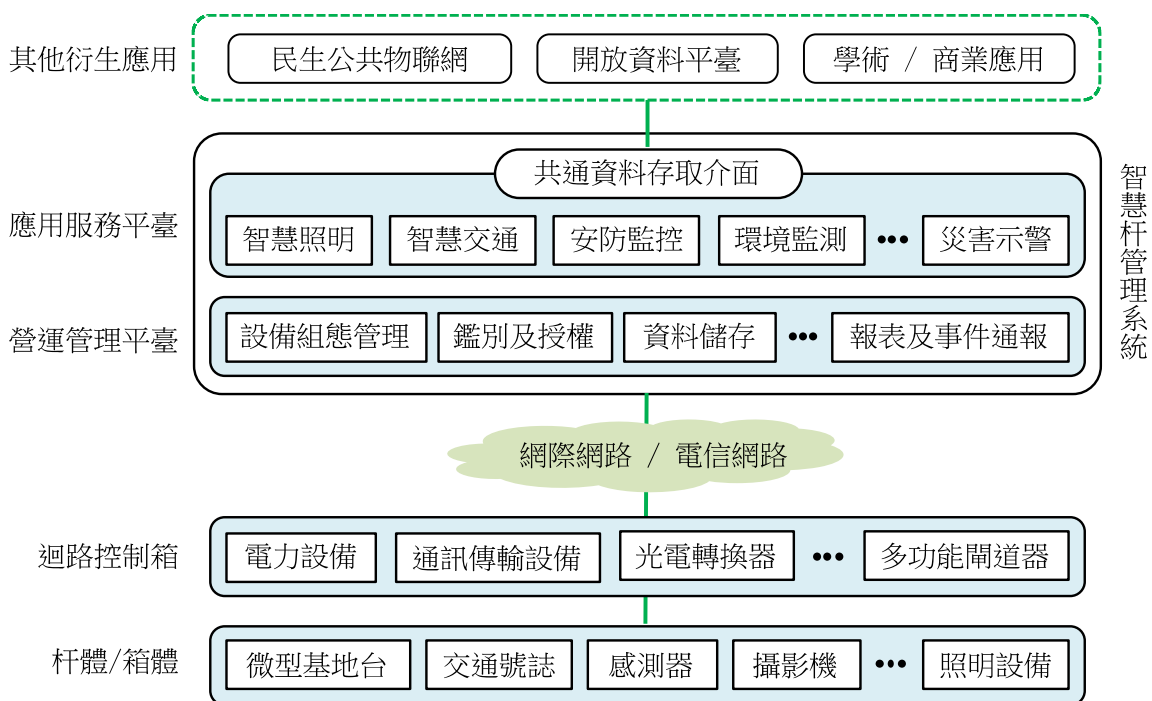 其他衍生應用
民生公共物聯網
開放資料平臺
學術 / 商業應用
共通資料存取介面
應用服務平臺
智慧照明
智慧交通
安防監控
環境監測
•••
災害示警
智慧杆管理系統
營運管理平臺
設備組態管理
鑑別及授權
資料儲存
•••
報表及事件通報
網際網路 / 電信網路
迴路控制箱
電力設備
通訊傳輸設備
光電轉換器
•••
多功能閘道器
杆體/箱體
微型基地台
交通號誌
感測器
攝影機
•••
照明設備